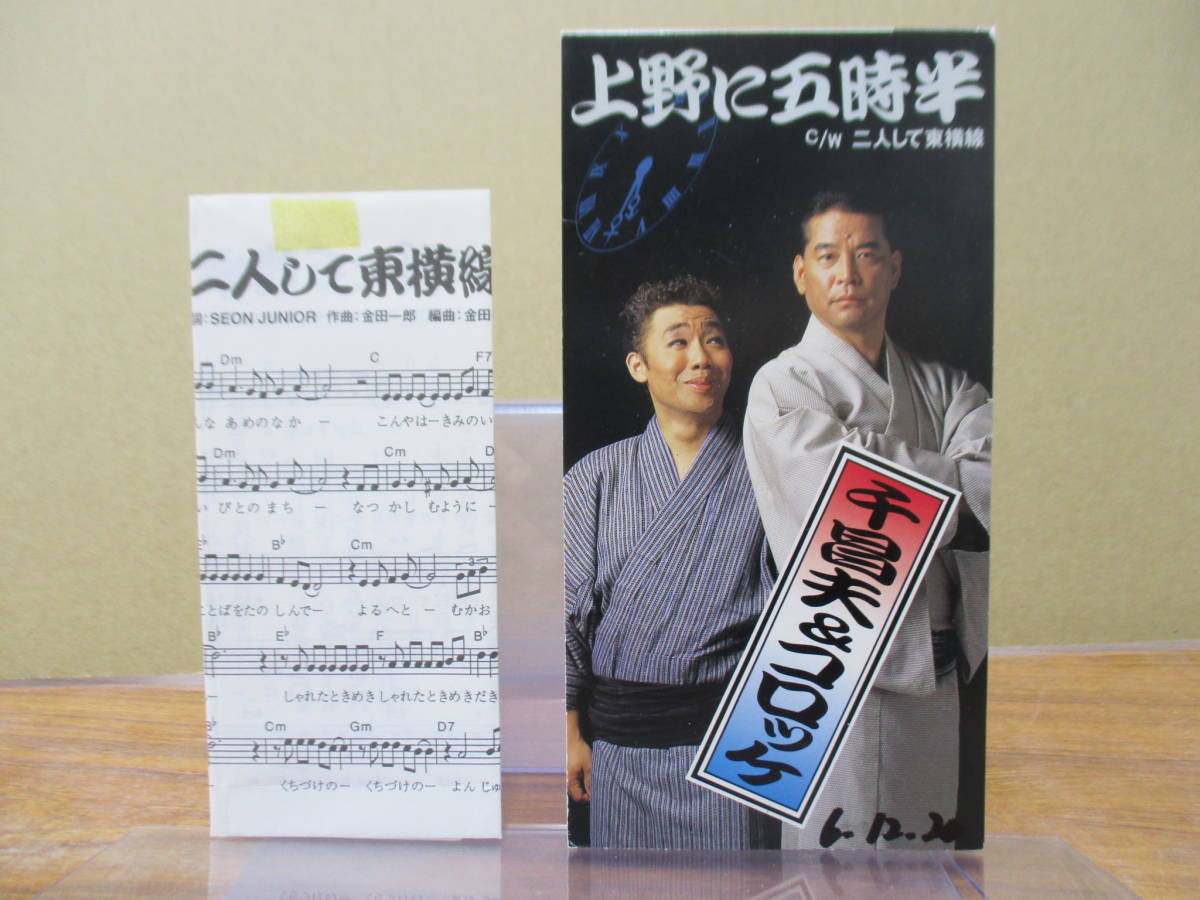 二人して東横線
詞:SEON JUNIOR 作曲:金田一郎 編曲:金田
Dm C F7
んな あめのなか ー こんやはーきみのい
Dm Cm D
い びとの まち ー なつ かし むように ー
B♭ Cm
ことばをたの しんでー よるへと ー むかお
3
B♭ E♭ F B♭
ー しゃれたときめき しゃれたときめき だき
Cm Gm D7
ー くちづけのー くちづけのー よん じゅ
上野に五時半
c/w 二人して東横線
千昌夫&コロッケ
6.12.20